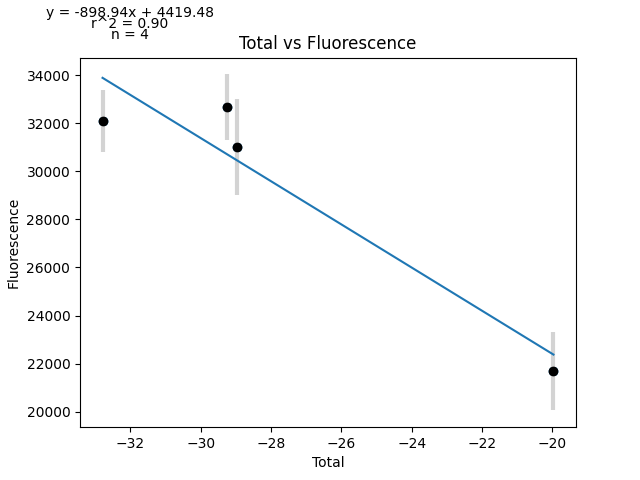 y = -898.94x + 4419.48
r^2 = 0.90
n = 4
Total vs Fluorescence
34000
32000
30000
28000
26000
24000
22000
20000
Fluorescence
−32
−30
−28
−26
−24
−22
−20
Total